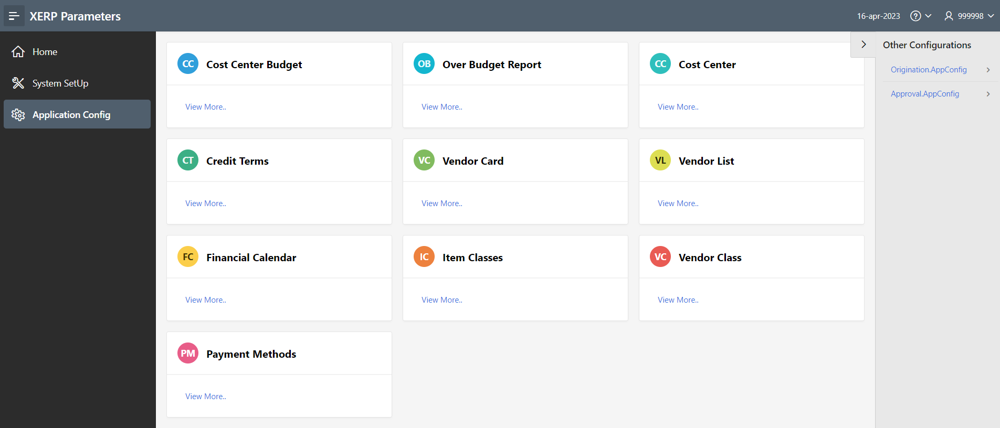 XERP Parameters
16-apr-2023
999998
Home
System SetUp
Application Config
CC Cost Center Budget
View More..
OB Over Budget Report
View More..
CC Cost Center
View More..
CT Credit Terms
View More..
VC Vendor Card
View More..
VL Vendor List
View More..
FC Financial Calendar
View More..
IC Item Classes
View More..
VC Vendor Class
View More..
PM Payment Methods
View More..
Other Configurations
Origination.AppConfig
Approval.AppConfig